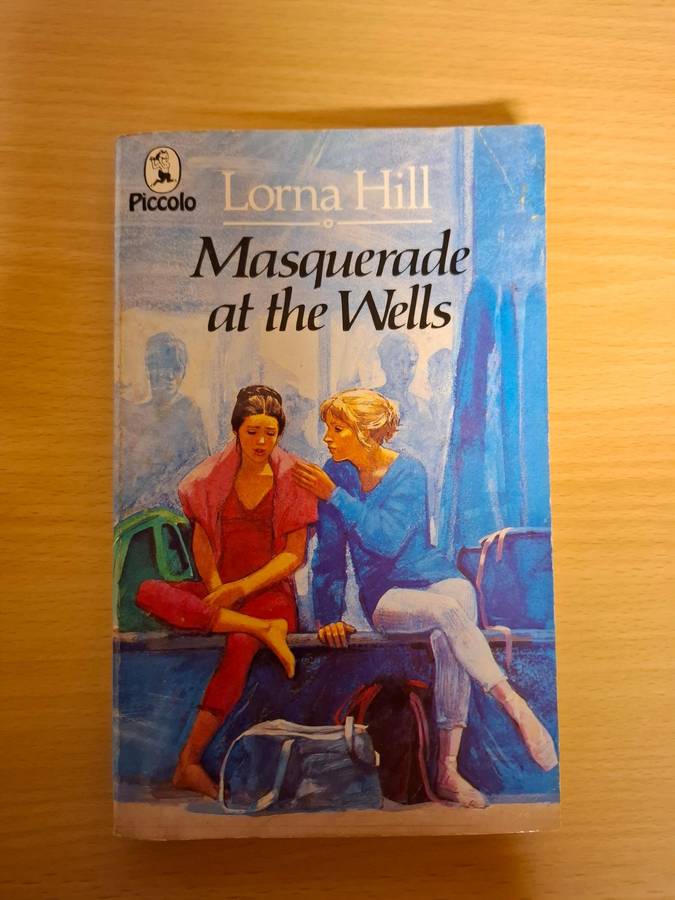 Piccolo
Lorna Hill
Masquerade
at the Wells